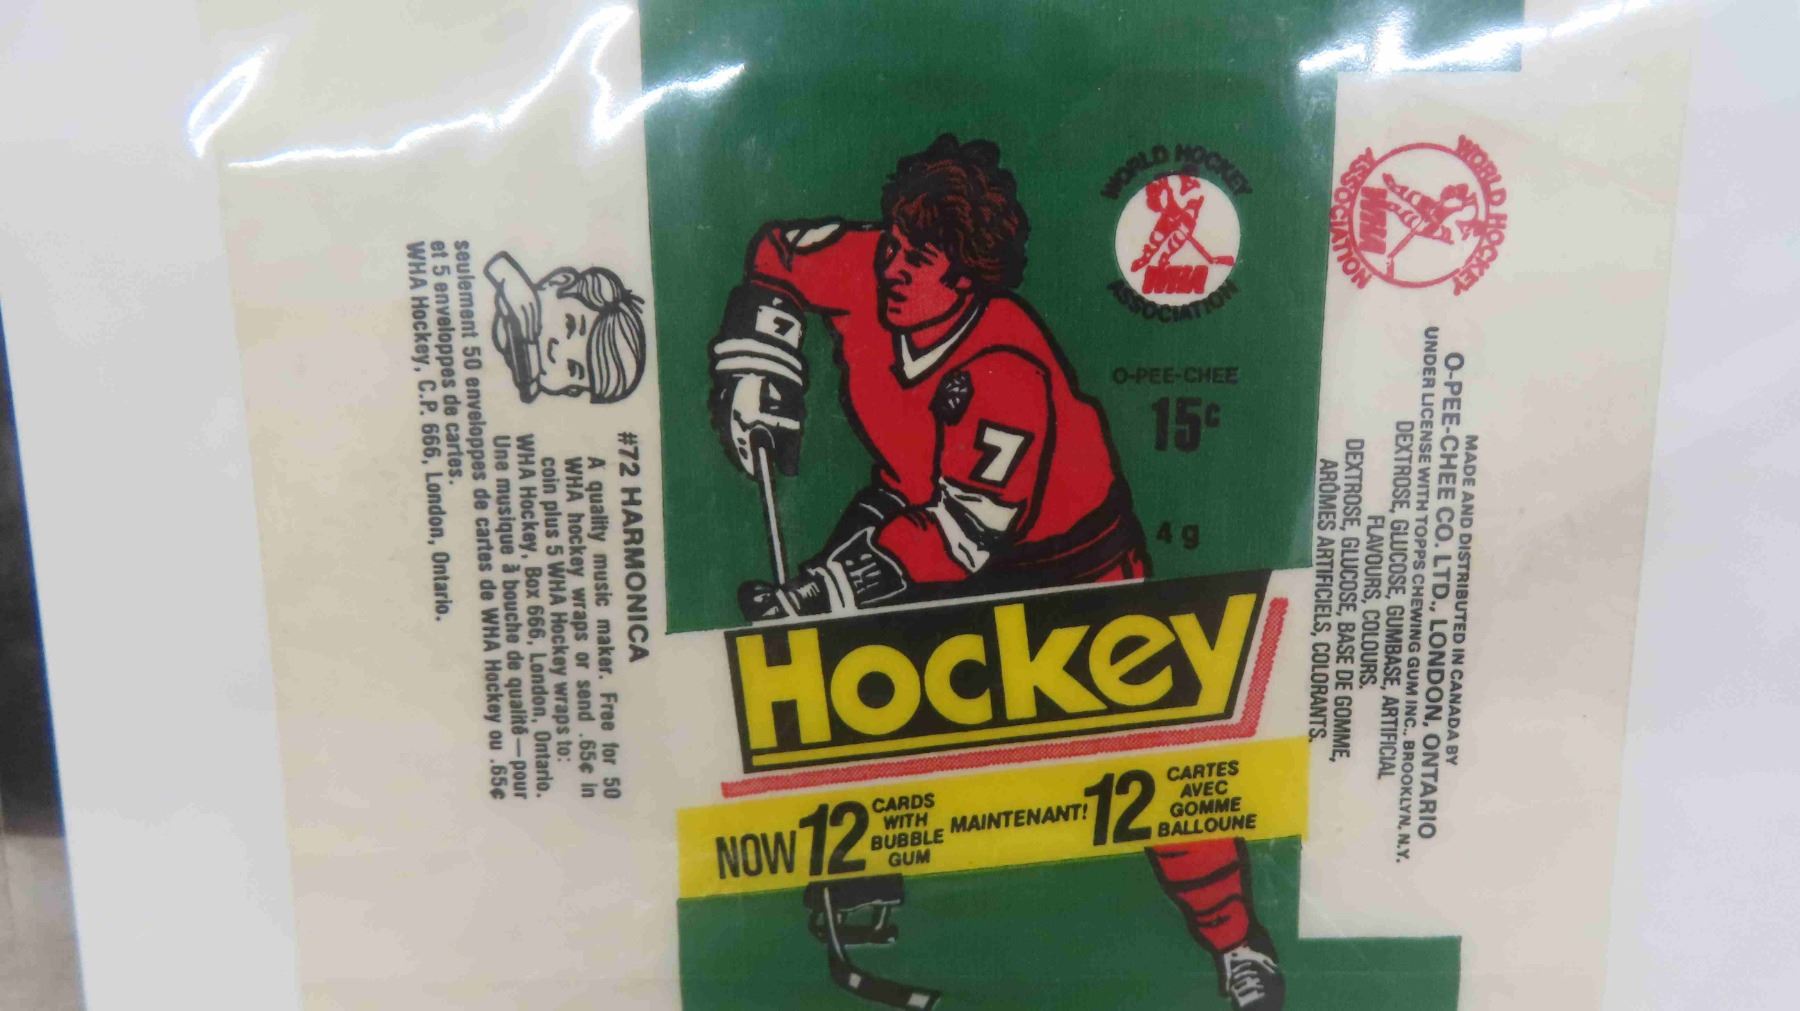 WORLD HOCKEY
WHA
ASSOCIATION
O-PEE-CHEE
15¢
4 g
7
7
Hockey
NOW 12 CARDS
WITH
BUBBLE
GUM
MAINTENANT! 12 CARTES
AVEC
GOMME
BALLOUNE
#72 HARMONICA
A quality music maker. Free for 50
WHA hockey wraps or send .65¢ in
coin plus 5 WHA Hockey wraps to:
WHA Hockey, Box 666, London, Ontario.
Une musique à bouche de qualité—pour
seulement 50 enveloppes de cartes de WHA Hockey ou .65¢
et 5 enveloppes de cartes.
WHA Hockey, C.P. 666, London, Ontario.
WORLD HOCKEY
WHA
ASSOCIATION
MADE AND DISTRIBUTED IN CANADA BY
O-PEE-CHEE CO. LTD., LONDON, ONTARIO
UNDER LICENSE WITH TOPPS CHEWING GUM INC., BROOKLYN, N.Y.
DEXTROSE, GLUCOSE, GUMBASE, ARTIFICIAL
FLAVOURS, COLOURS.
DEXTROSE, GLUCOSE, BASE DE GOMME,
ARÔMES ARTIFICIELS, COLORANTS.